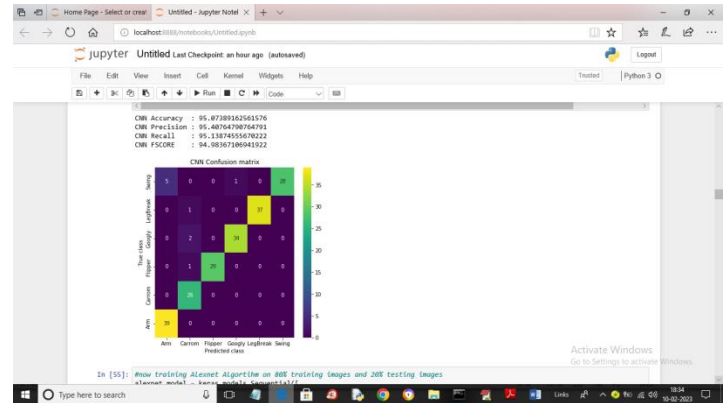 Home Page - Select or creat
Untitled - Jupyter Notel
localhost:8888/notebooks/Untitled.ipynb
jupyter Untitled Last Checkpoint: an hour ago (autosaved)
Logout
File Edit View Insert Cell Kernel Widgets Help
Trusted Python 3
Run Code
CNN Accuracy : 95.07389162561576
CNN Precision : 95.40764790764791
CNN Recall : 95.13874555670222
CNN FSCORE : 94.98367106941922
CNN Confusion matrix
Swing 5 0 0 1 0 28
LegBreak 0 1 0 0 37 0
Googly 0 2 0 34 0 0
Flipper 0 1 29 0 0 0
Carrom 0 26 0 0 0 0
Arm 39 0 0 0 0 0
True class
Arm Carrom Flipper Googly LegBreak Swing
Predicted class
35
30
25
20
15
10
5
0
Activate Windows
Go to Settings to activate Windows.
In [55]: #now training Alexnet Algortihm on 80% training images and 20% testing images
alexnet_model = keras.models.Sequential([
Type here to search
Links
18:34
10-02-2023